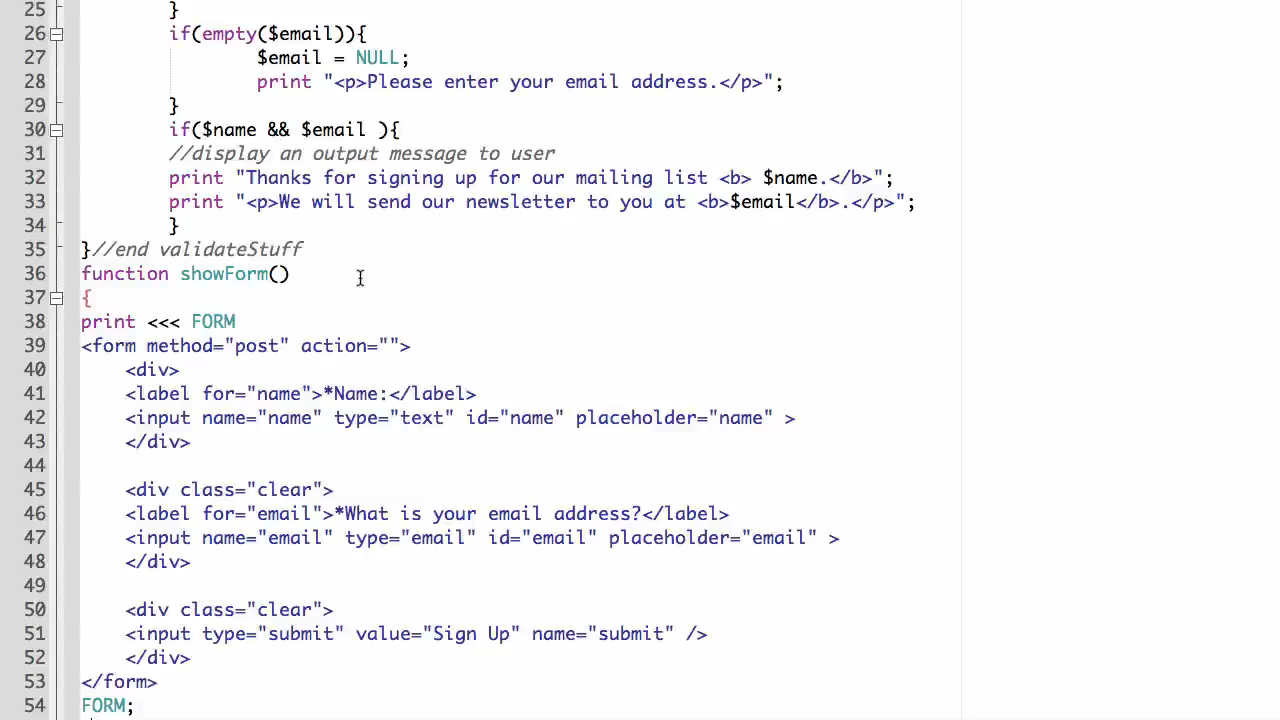 25 }
26 if(empty($email)){
27 $email = NULL;
28 print "<p>Please enter your email address.</p>";
29 }
30 if($name && $email ){
31 //display an output message to user
32 print "Thanks for signing up for our mailing list <b> $name.</b>";
33 print "<p>We will send our newsletter to you at <b>$email</b>.</p>";
34 }
35 }//end validateStuff
36 function showForm()
37 {
38 print <<< FORM
39 <form method="post" action="">
40 <div>
41 <label for="name">*Name:</label>
42 <input name="name" type="text" id="name" placeholder="name" >
43 </div>
44
45 <div class="clear">
46 <label for="email">*What is your email address?</label>
47 <input name="email" type="email" id="email" placeholder="email" >
48 </div>
49
50 <div class="clear">
51 <input type="submit" value="Sign Up" name="submit" />
52 </div>
53 </form>
54 FORM;